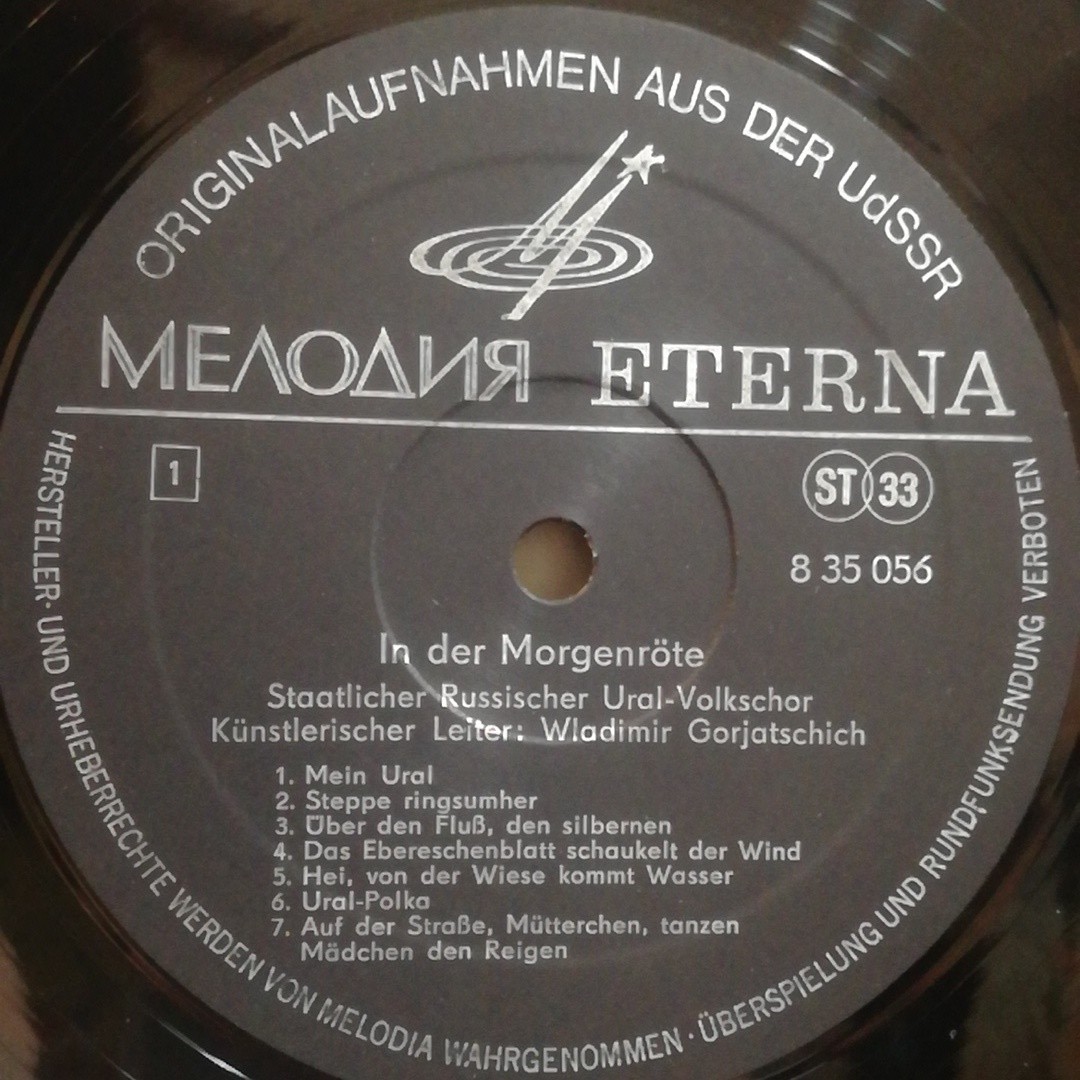 ORIGINALAUFNAHMEN AUS DER UdSSR
МЕЛОДИЯ ETERNA
1
ST 33
8 35 056
In der Morgenröte
Staatlicher Russischer Ural-Volkschor
Künstlerischer Leiter: Wladimir Gorjatschich
1. Mein Ural
2. Steppe ringsumher
3. Über den Fluß, den silbernen
4. Das Ebereschenblatt schaukelt der Wind
5. Hei, von der Wiese kommt Wasser
6. Ural-Polka
7. Auf der Straße, Mütterchen, tanzen
Mädchen den Reigen
HERSTELLER- UND URHEBERRECHTE WERDEN VON MELODIA WAHRGENOMMEN · ÜBERSPIELUNG UND RUNDFUNKSENDUNG VERBOTEN